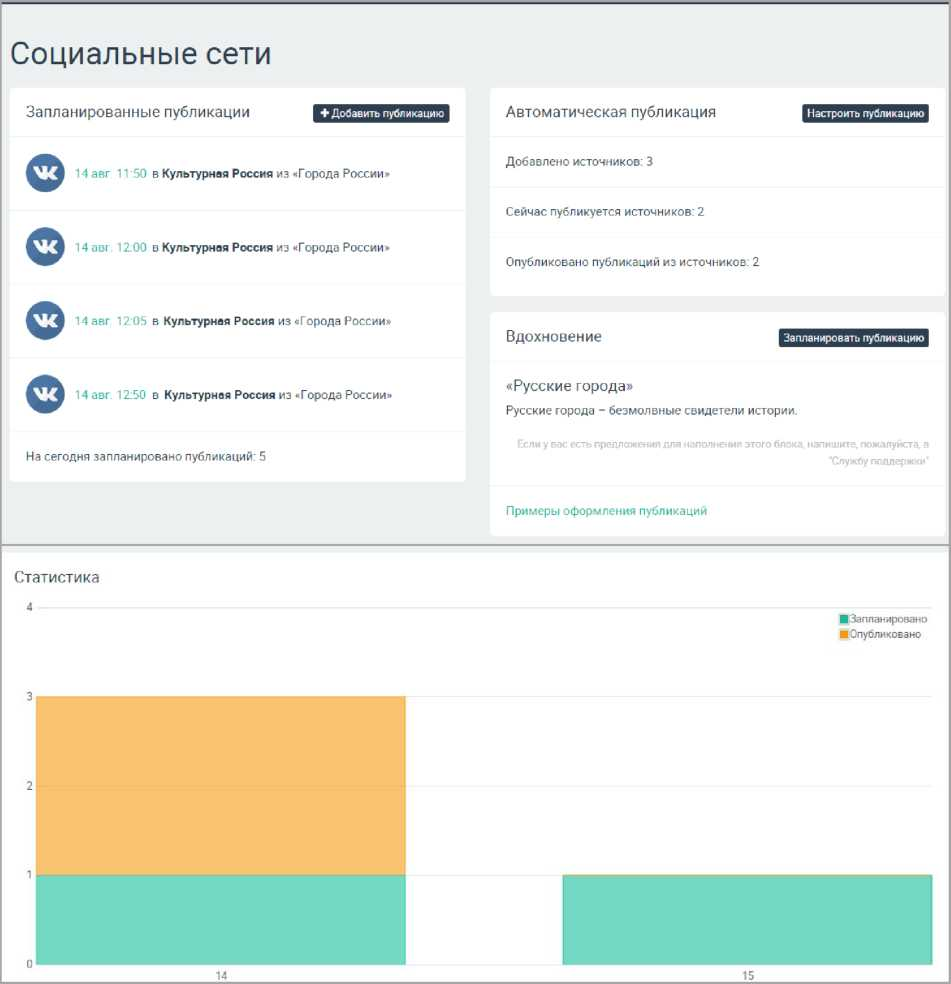 Социальные сети
Запланированные публикации
+ Добавить публикацию
14 авг. 11:50 в Культурная Россия из «Города России»
14 авг. 12:00 в Культурная Россия из «Города России»
14 авг. 12:05 в Культурная Россия из «Города России»
14 авг. 12:50 в Культурная Россия из «Города России»
На сегодня запланировано публикаций: 5
Автоматическая публикация
Настроить публикацию
Добавлено источников: 3
Сейчас публикуется источников: 2
Опубликовано публикаций из источников: 2
Вдохновение
Запланировать публикацию
«Русские города»
Русские города – безмолвные свидетели истории.
Если у вас есть предложения для наполнения этого блока, напишите, пожалуйста, в
"Службу поддержки"
Примеры оформления публикаций
Статистика
Запланировано
Опубликовано
4
3
2
1
0
14
15